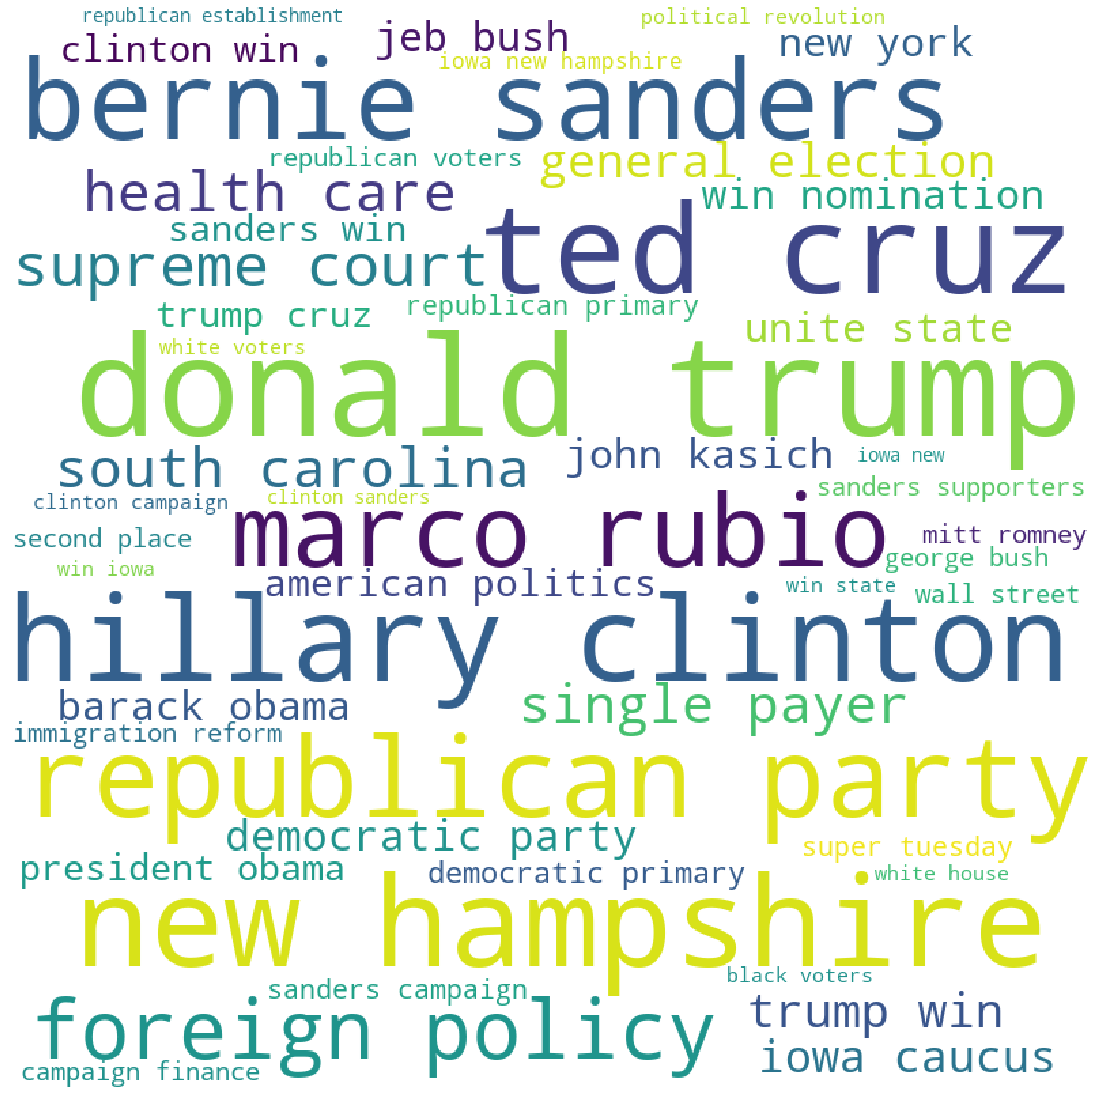 republican establishment
political revolution
clinton win
jeb bush
new york
iowa new hampshire
bernie sanders
republican voters
general election
health care
win nomination
sanders win
ted cruz
supreme court
trump cruz
republican primary
unite state
white voters
donald trump
south carolina
john kasich
iowa new
clinton campaign
clinton sanders
sanders supporters
second place
marco rubio
mitt romney
george bush
win iowa
american politics
win state
wall street
hillary clinton
barack obama
single payer
immigration reform
republican party
democratic party
super tuesday
president obama
democratic primary
white house
new hampshire
black voters
sanders campaign
foreign policy
trump win
campaign finance
iowa caucus